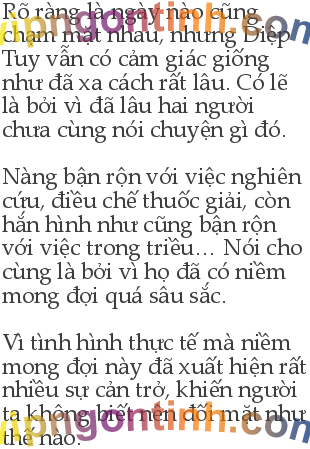 Rõ ràng là ngày nào cũng
chạm mặt nhau, nhưng Diệp
Tuy vẫn có cảm giác giống
như đã xa cách rất lâu. Có lẽ
là bởi vì đã lâu hai người
chưa cùng nói chuyện gì đó.
Nàng bận rộn với việc nghiên
cứu, điều chế thuốc giải, còn
hắn hình như cũng bận rộn
với việc trong triều... Nói cho
cùng là bởi vì họ đã có niềm
mong đợi quá sâu sắc.
Vì tình hình thực tế mà niềm
mong đợi này đã xuất hiện rất
nhiều sự cản trở, khiến người
ta không biết nên đối mặt như
thế nào.
vipngontinh.com
vipngontinh.com